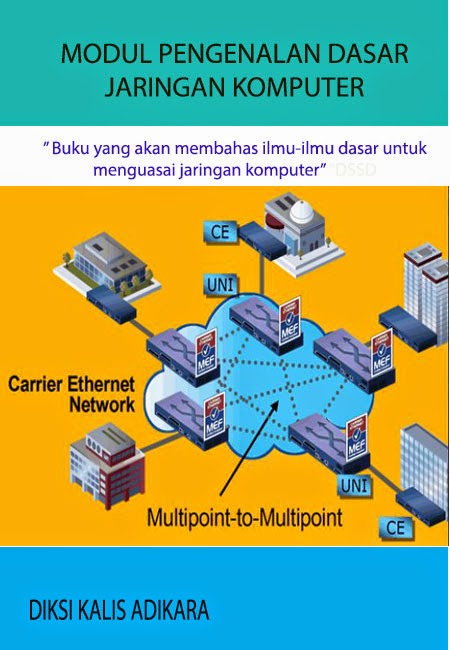 MODUL PENGENALAN DASAR
JARINGAN KOMPUTER
"Buku yang akan membahas ilmu-ilmu dasar untuk
menguasai jaringan komputer" "DSSD
CE
UNI
MEF
MEF
MEF
Carrier Ethernet
Network
MEF
MEF
UNI
Multipoint-to-Multipoint
CE
DIKSI KALIS ADIKARA